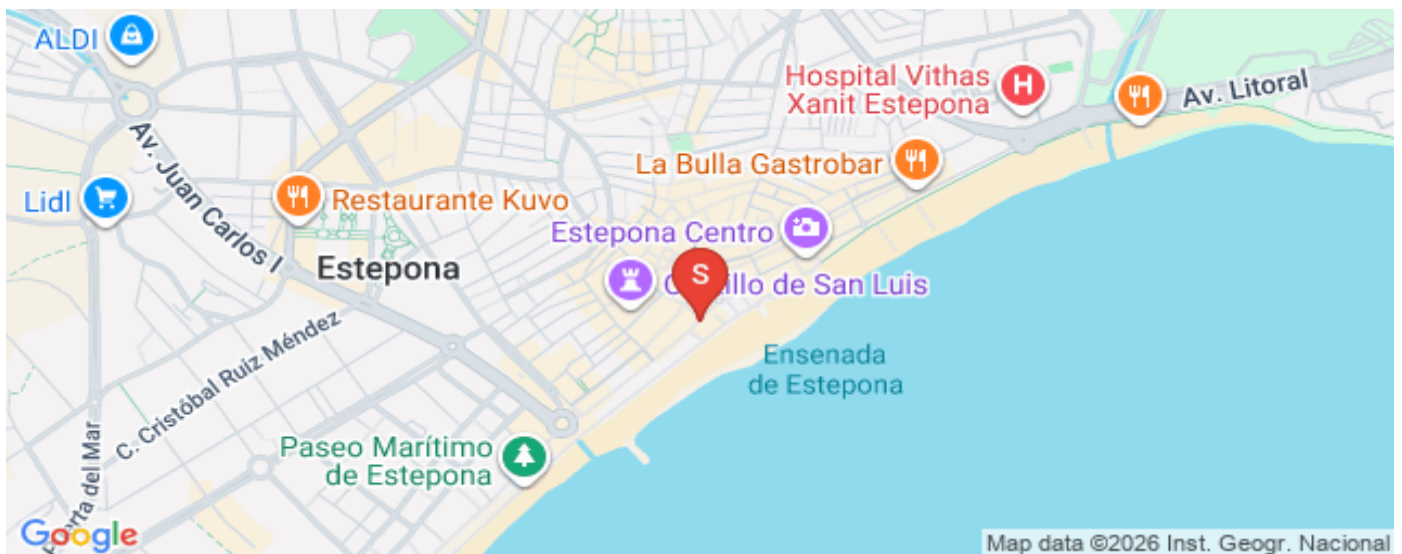 ALDI
Hospital Vithas
Xanit Estepona
Av. Litoral
Av. Juan Carlos I
La Bulla Gastrobar
Lidl
Restaurante Kuvo
Estepona Centro
Estepona
S
illo de San Luis
C. Cristóbal Ruiz Méndez
Ensenada
de Estepona
Paseo Marítimo
de Estepona
del Mar
Google
Map data ©2026 Inst. Geogr. Nacional